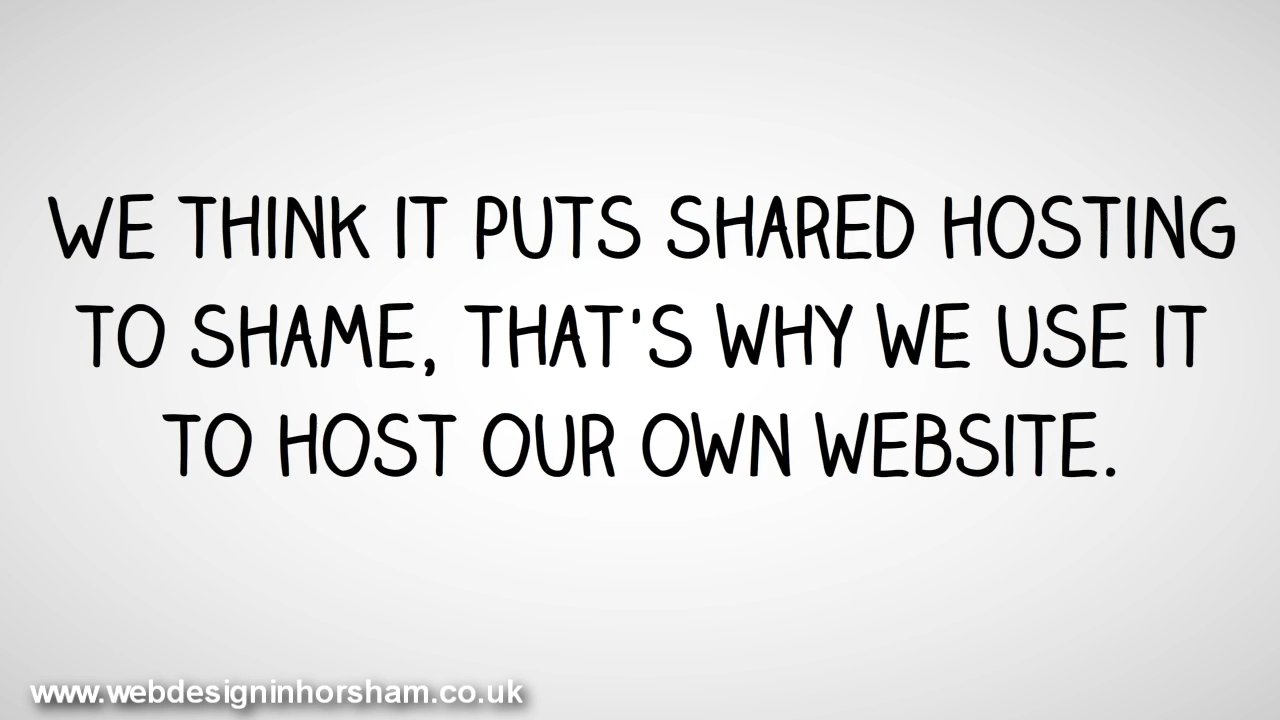 WE THINK IT PUTS SHARED HOSTING
TO SHAME, THAT'S WHY WE USE IT
TO HOST OUR OWN WEBSITE.
www.webdesigninhorsham.co.uk